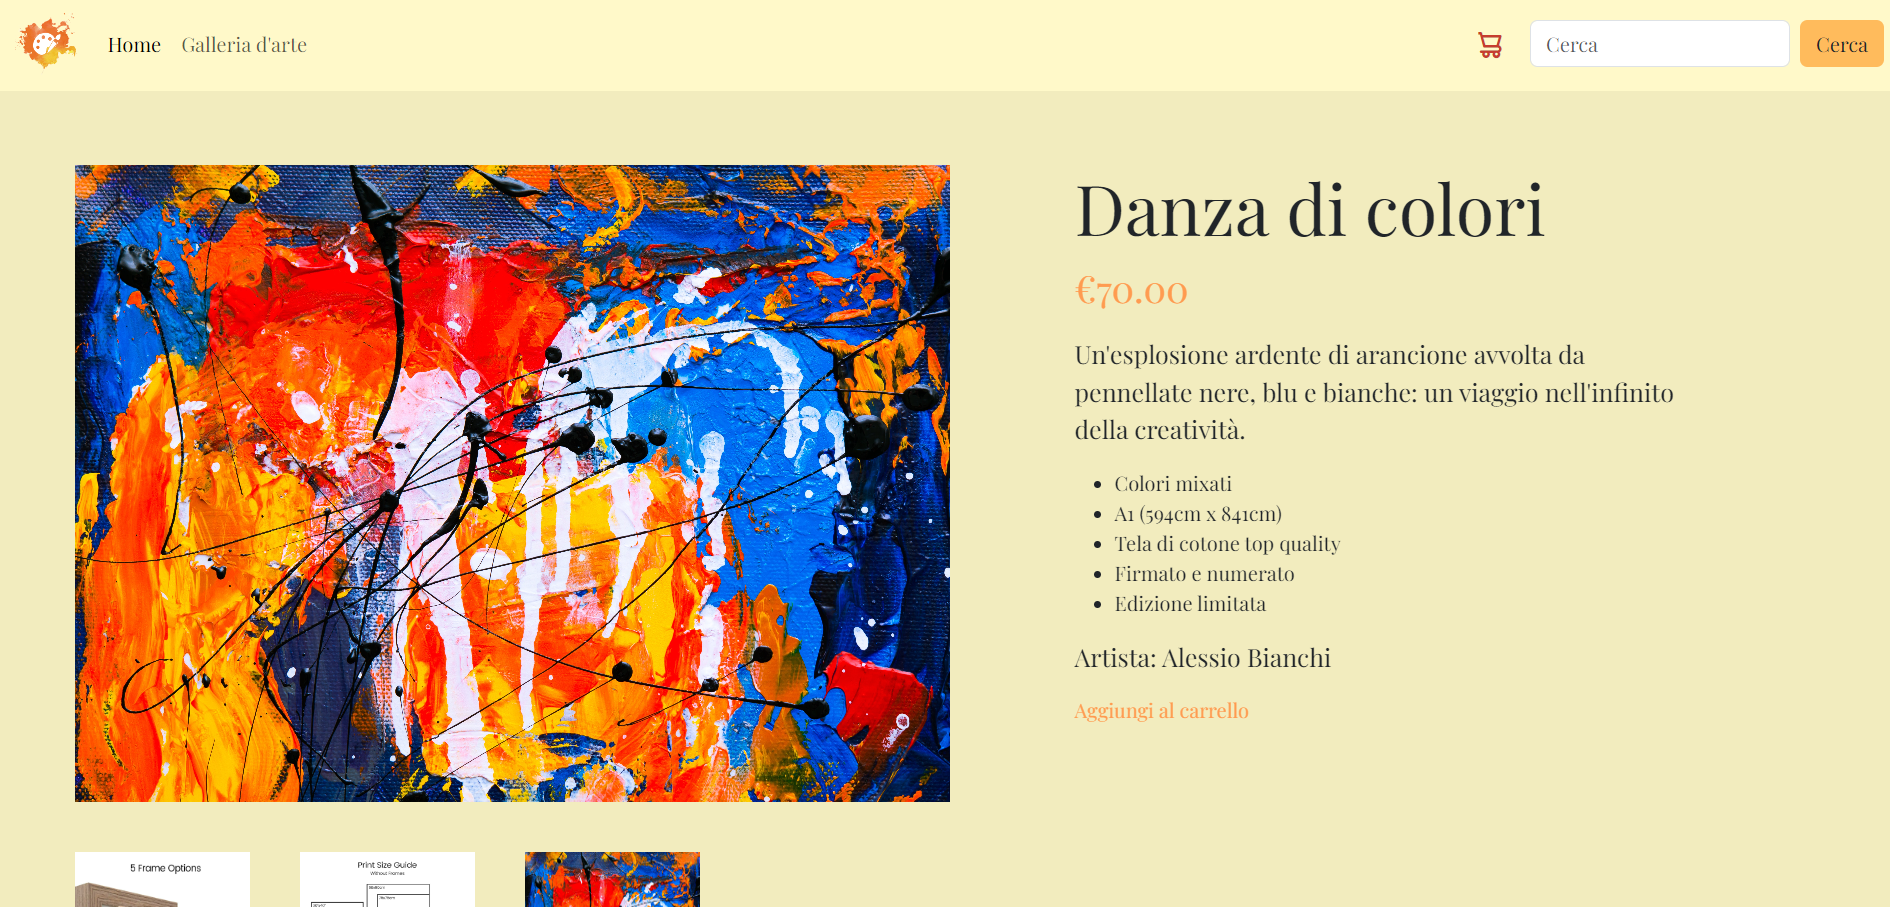 Home Galleria d'arte Cerca Cerca
Danza di colori
€70.00
Un'esplosione ardente di arancione avvolta da
pennellate nere, blu e bianche: un viaggio nell'infinito
della creatività.
Colori mixati
A1 (594cm x 841cm)
Tela di cotone top quality
Firmato e numerato
Edizione limitata
Artista: Alessio Bianchi
Aggiungi al carrello
5 Frame Options
Print Size Guide
Without Frames